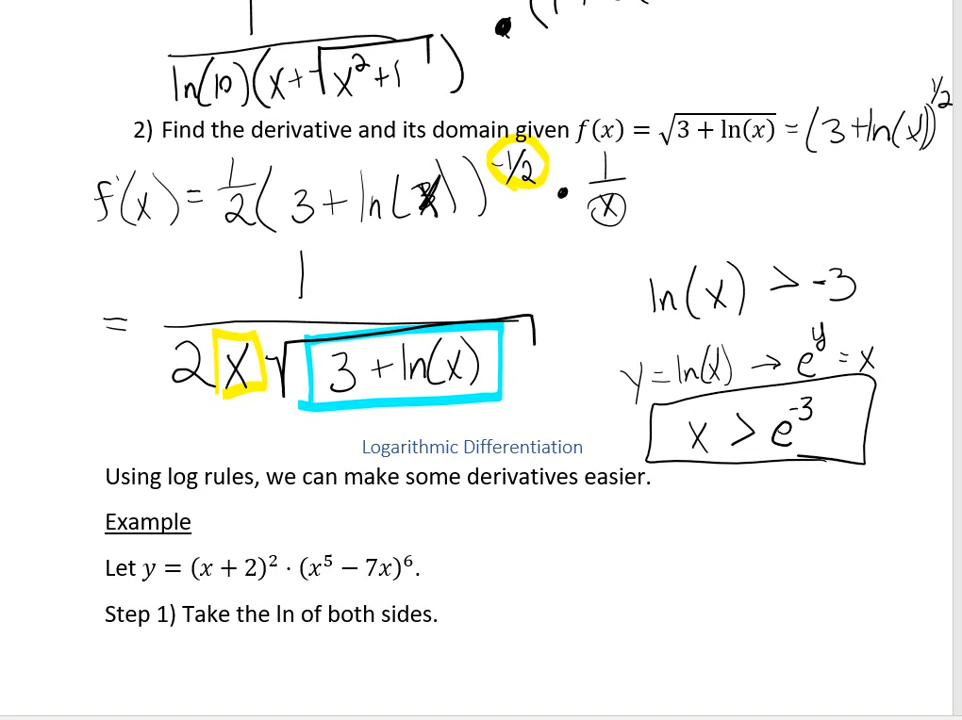 1
ln(10)(x+√x²+1)
2) Find the derivative and its domain given f(x) = √3 + ln(x) = (3+ln(x))^1/2
f'(x) = 1/2(3+ln(x))^-1/2 • 1/x
= 1/2x√3+ln(x)
ln(x) > -3
y=ln(x) → e^y = x
x > e^-3
Logarithmic Differentiation
Using log rules, we can make some derivatives easier.
Example
Let y = (x + 2)² · (x⁵ − 7x)⁶.
Step 1) Take the ln of both sides.